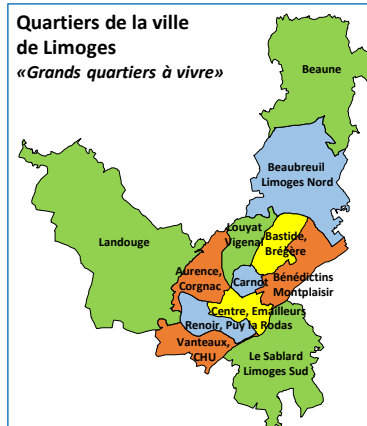 Quartiers de la ville
de Limoges
«Grands quartiers à vivre»
Beaune
Beaubreuil
Limoges Nord
Louyat
Vigenal
Bastide,
Brégère
Landouge
Aurence,
Corgnac
Carnot
Bénédictins
Montplaisir
Centre, Emailleurs
Renoir, Puy la Rodas
Vanteaux,
CHU
Le Sablard
Limoges Sud